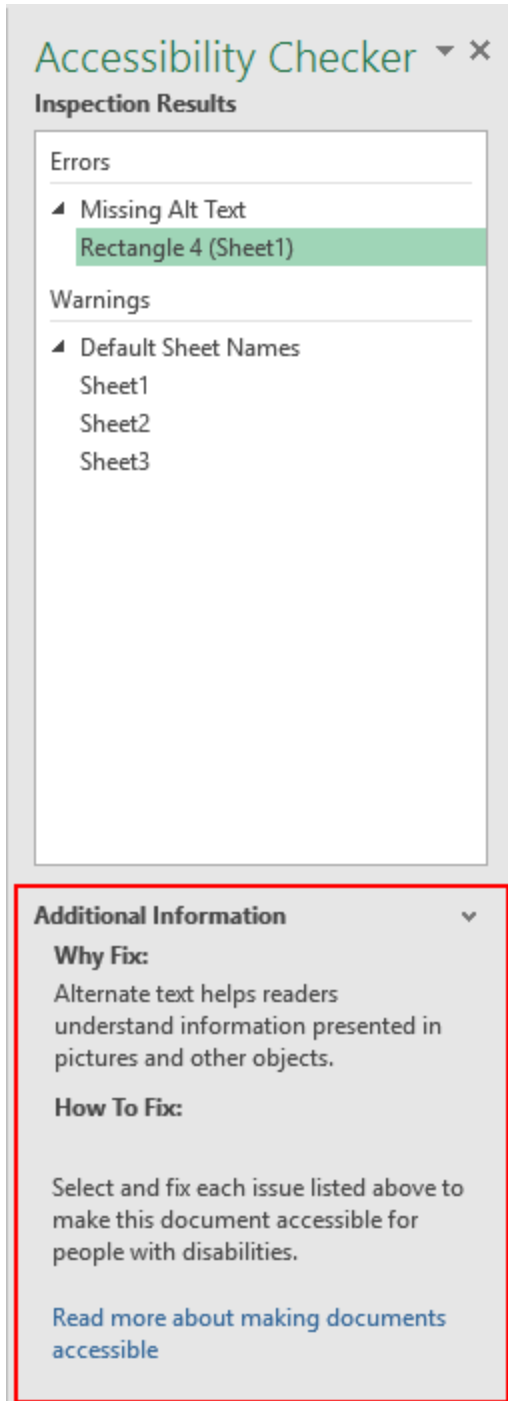 Accessibility Checker
Inspection Results
Errors
Missing Alt Text
Rectangle 4 (Sheet1)
Warnings
Default Sheet Names
Sheet1
Sheet2
Sheet3
Additional Information
Why Fix:
Alternate text helps readers
understand information presented in
pictures and other objects.
How To Fix:
Select and fix each issue listed above to
make this document accessible for
people with disabilities.
Read more about making documents
accessible